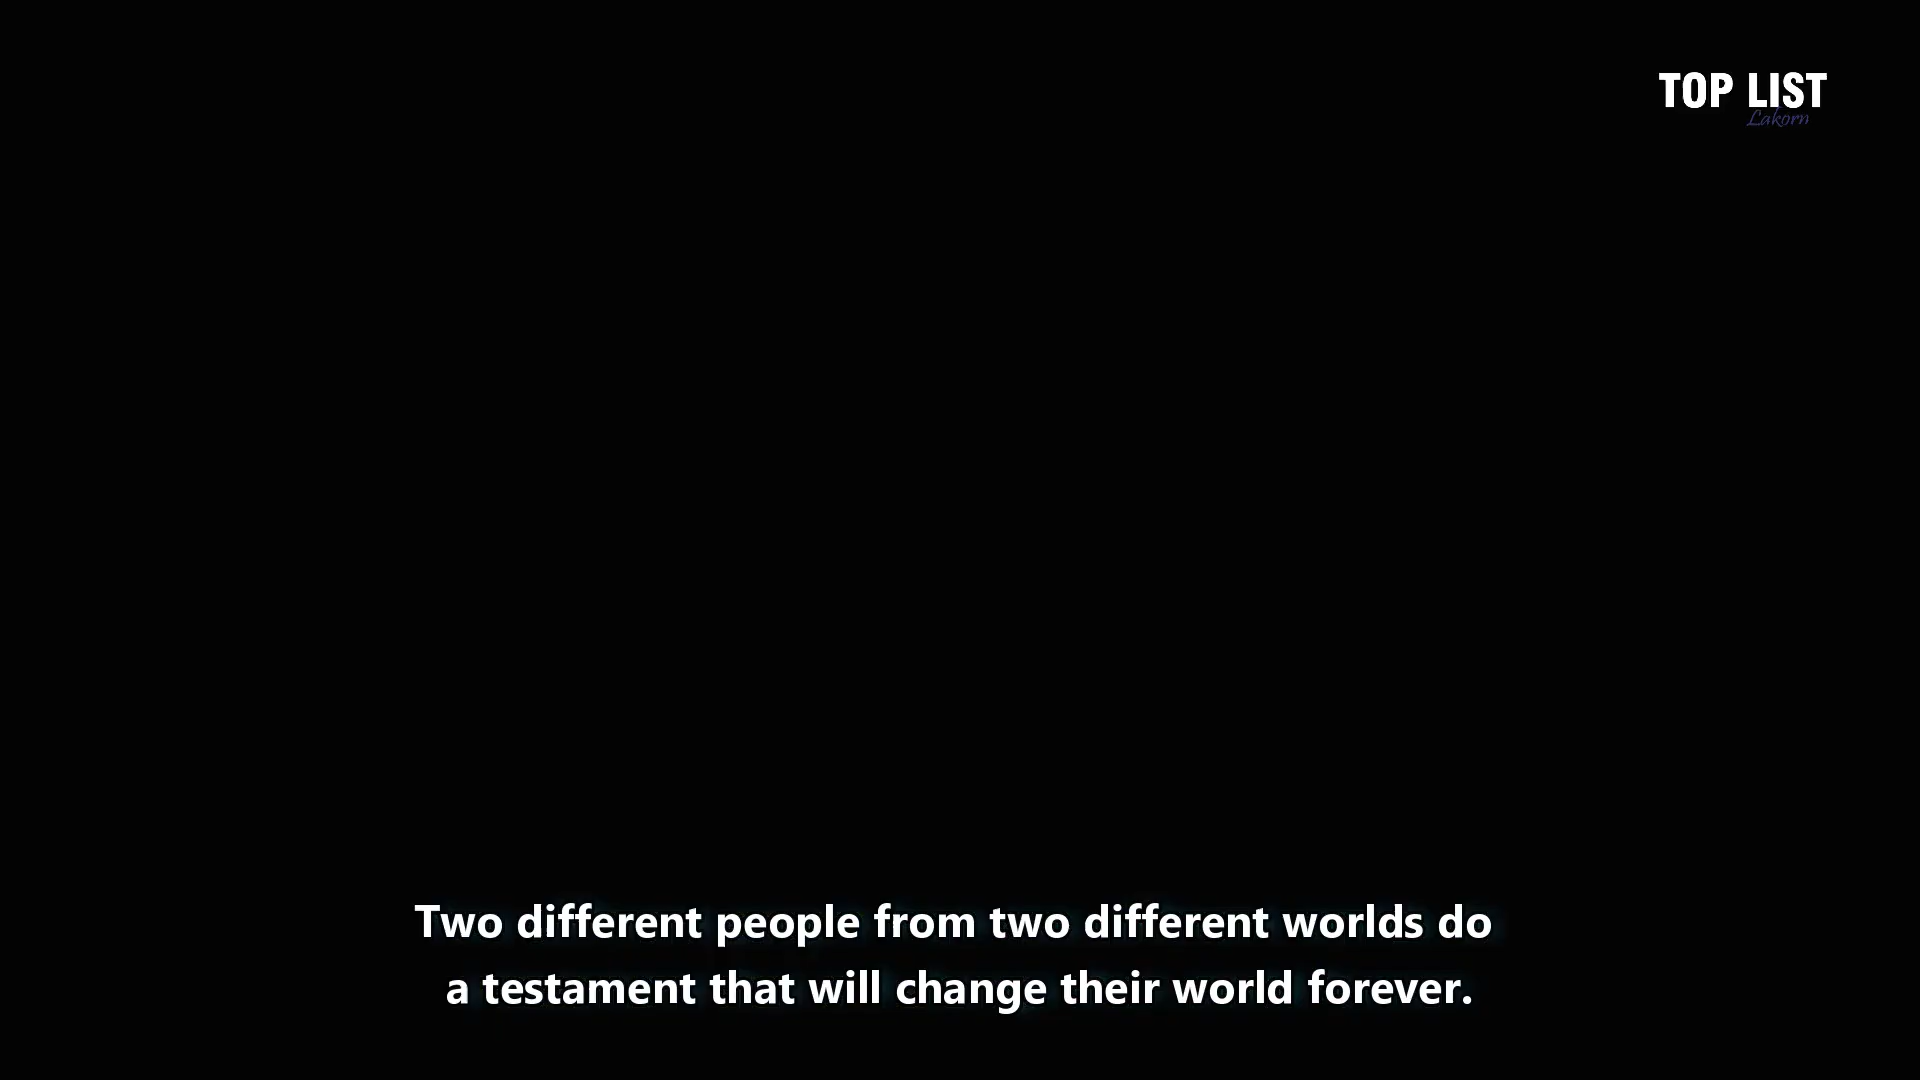 TOP LIST
Lakorn
Two different people from two different worlds do
a testament that will change their world forever.